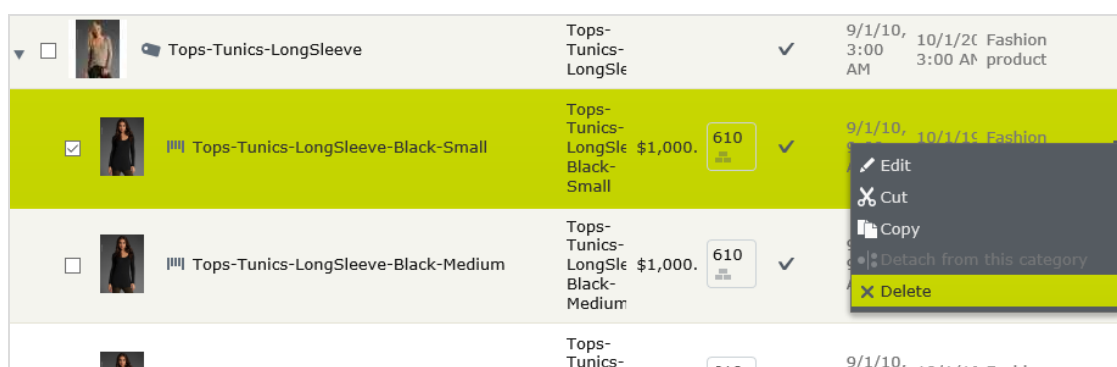 Tops-
Tunics-
LongSle
Tops-Tunics-LongSleeve
9/1/10,
3:00
AM
10/1/20
3:00 AM
Fashion
product
Tops-
Tunics-
LongSle
Black-
Small
Tops-Tunics-LongSleeve-Black-Small
$1,000.
610
9/1/10,
10/1/19
Fashion
Edit
Cut
Copy
Detach from this category
Delete
Tops-
Tunics-
LongSle
Black-
Medium
Tops-Tunics-LongSleeve-Black-Medium
$1,000.
610
Tops-
Tunics-
9/1/10,